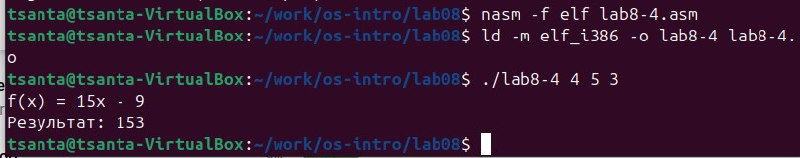 tsanta@tsanta-VirtualBox:~/work/os-intro/lab08$ nasm -f elf lab8-4.asm
tsanta@tsanta-VirtualBox:~/work/os-intro/lab08$ ld -m elf_i386 -o lab8-4 lab8-4.
o
tsanta@tsanta-VirtualBox:~/work/os-intro/lab08$ ./lab8-4 4 5 3
f(x) = 15x - 9
Результат: 153
tsanta@tsanta-VirtualBox:~/work/os-intro/lab08$